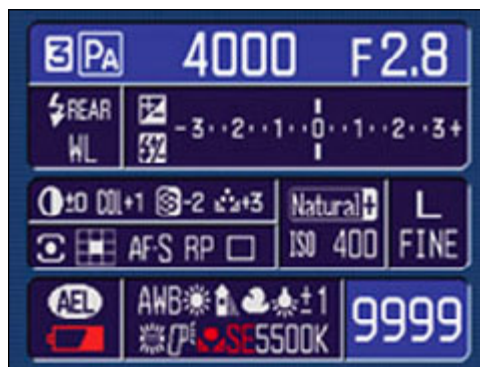 3 PA 4000 F2.8
REAR
WL
-3··2··1··0··1··2··3+
±0 COL+1 S-2 +3
Natural+
L
AF-S RP
ISO 400
FINE
AEL
AWB ±1
SE5500K
9999